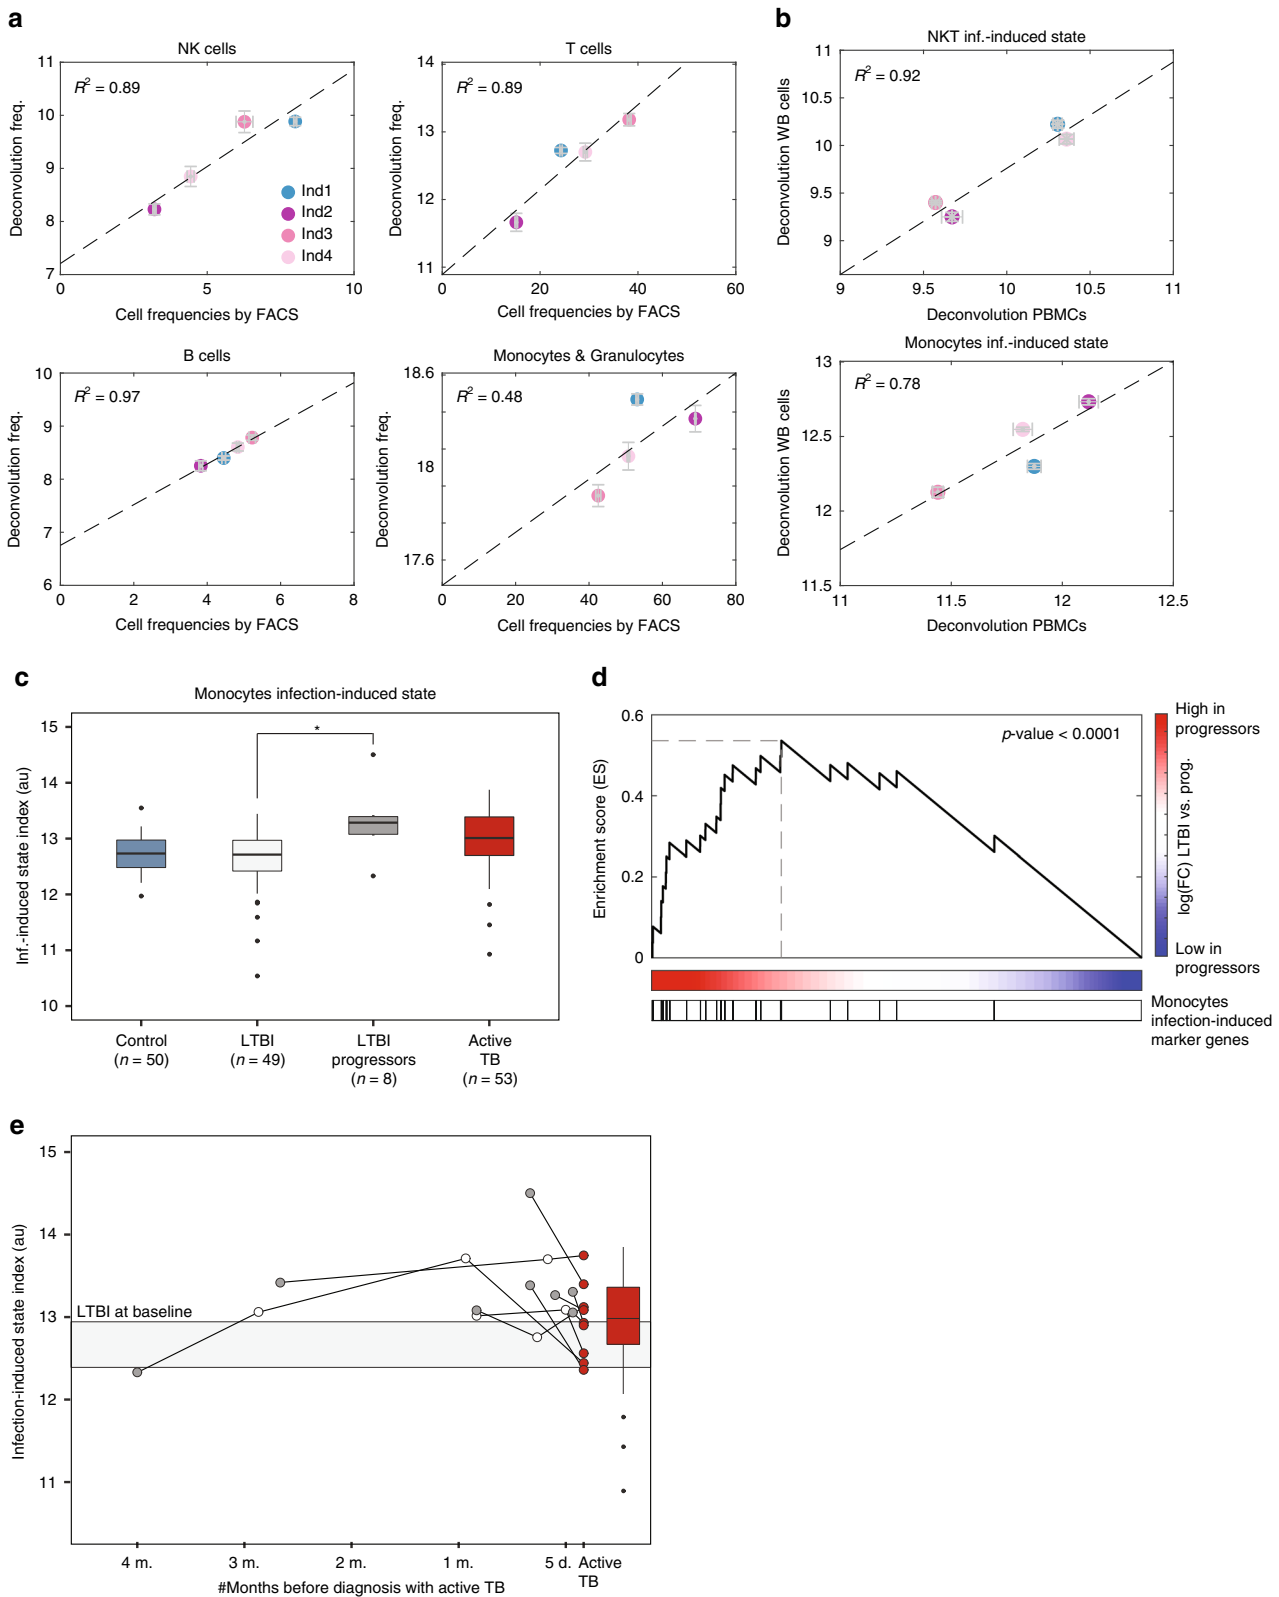 a
NK cells
R² = 0.89
Deconvolution freq.
11
10
9
8
7
0
5
10
Cell frequencies by FACS
Ind1
Ind2
Ind3
Ind4
T cells
R² = 0.89
Deconvolution freq.
14
13
12
11
0
20
40
60
Cell frequencies by FACS
B cells
R² = 0.97
Deconvolution freq.
10
9
8
7
6
0
2
4
6
8
Cell frequencies by FACS
Monocytes & Granulocytes
R² = 0.48
Deconvolution freq.
18.6
18
17.6
0
20
40
60
80
Cell frequencies by FACS
b
NKT inf.-induced state
R² = 0.92
Deconvolution WB cells
11
10.5
10
9.5
9
9
9.5
10
10.5
11
Deconvolution PBMCs
Monocytes inf.-induced state
R² = 0.78
Deconvolution WB cells
13
12.5
12
11.5
11
11.5
12
12.5
Deconvolution PBMCs
c
Monocytes infection-induced state
Inf.-induced state index (au)
15
14
13
12
11
10
*
Control
(n = 50)
LTBI
(n = 49)
LTBI
progressors
(n = 8)
Active
TB
(n = 53)
d
Enrichment score (ES)
0.6
0.4
0.2
0
p-value < 0.0001
High in
progressors
log(FC) LTBI vs. prog.
Low in
progressors
Monocytes
infection-induced
marker genes
e
Infection-induced state index (au)
15
14
13
12
11
LTBI at baseline
4 m.
3 m.
2 m.
1 m.
5 d.
Active
TB
#Months before diagnosis with active TB